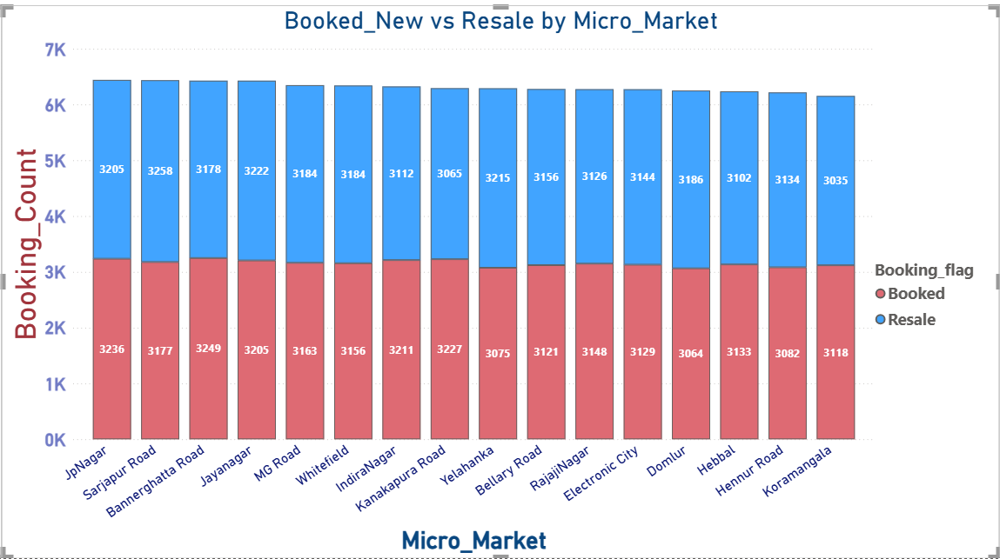 Booked_New vs Resale by Micro_Market
7K
6K
5K
4K
3K
2K
1K
0K
Booking_Count
3205 3258 3178 3222 3184 3184 3112 3065 3215 3156 3126 3144 3186 3102 3134 3035
3236 3177 3249 3205 3163 3156 3211 3227 3075 3121 3148 3129 3064 3133 3082 3118
Booking_flag
Booked
Resale
JpNagar
Sarjapur Road
Bannerghatta Road
Jayanagar
MG Road
Whitefield
IndiraNagar
Kanakapura Road
Yelahanka
Bellary Road
RajajiNagar
Electronic City
Domlur
Hebbal
Hennur Road
Koramangala
Micro_Market